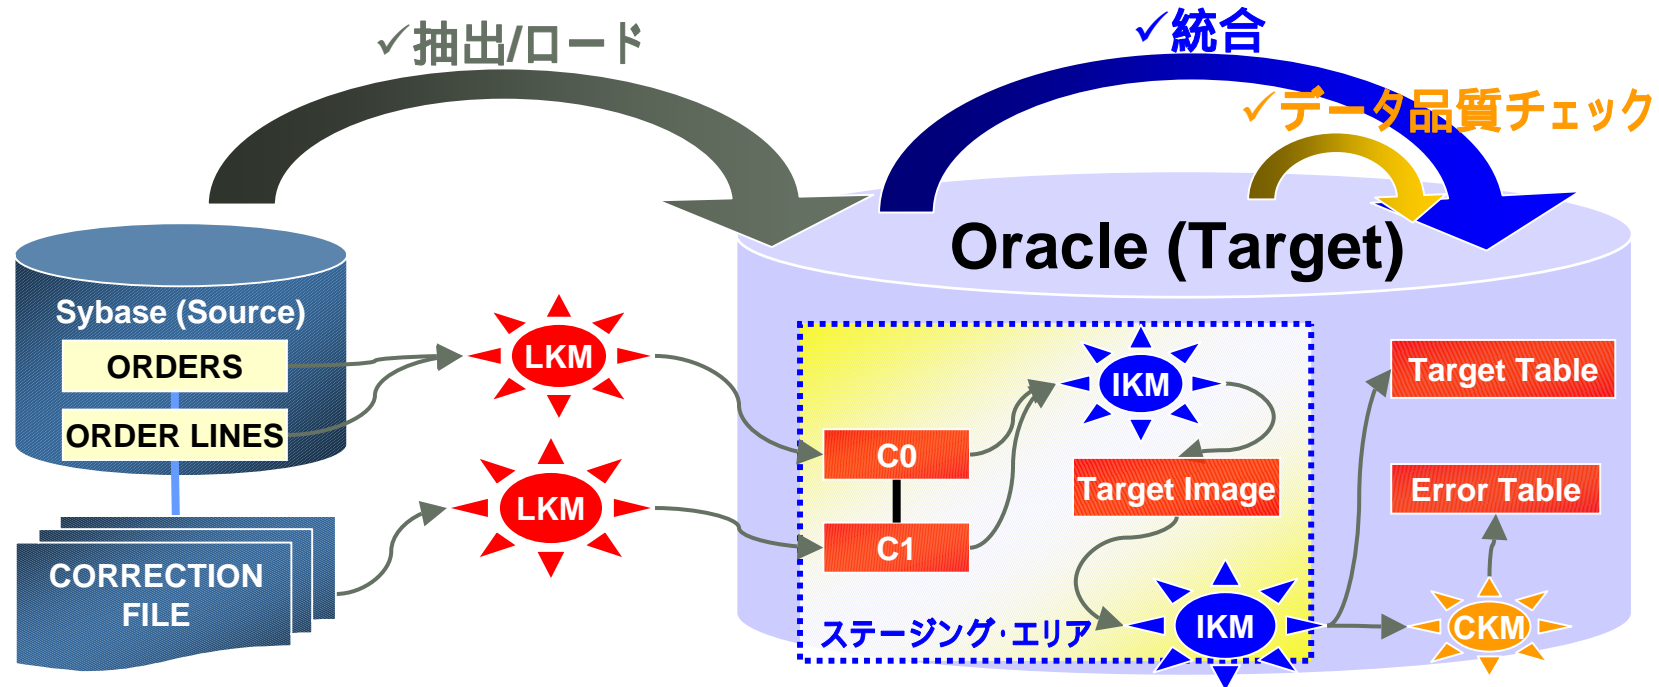 ✓抽出/ロード
✓統合
✓データ品質チェック
Oracle (Target)
Sybase (Source)
ORDERS
ORDER LINES
CORRECTION
FILE
LKM
LKM
C0
C1
IKM
Target Image
IKM
ステージング・エリア
Target Table
Error Table
CKM